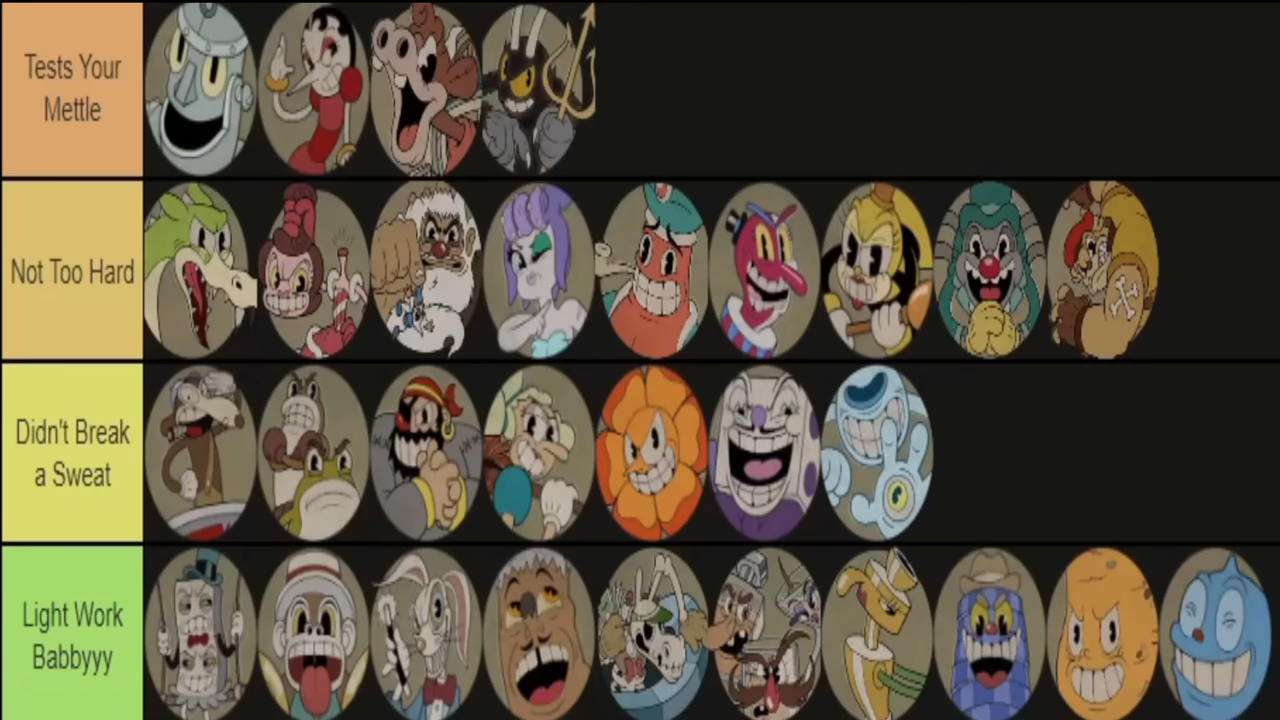 Tests Your
Mettle
Not Too Hard
Didn't Break
a Sweat
Light Work
Babbyyy